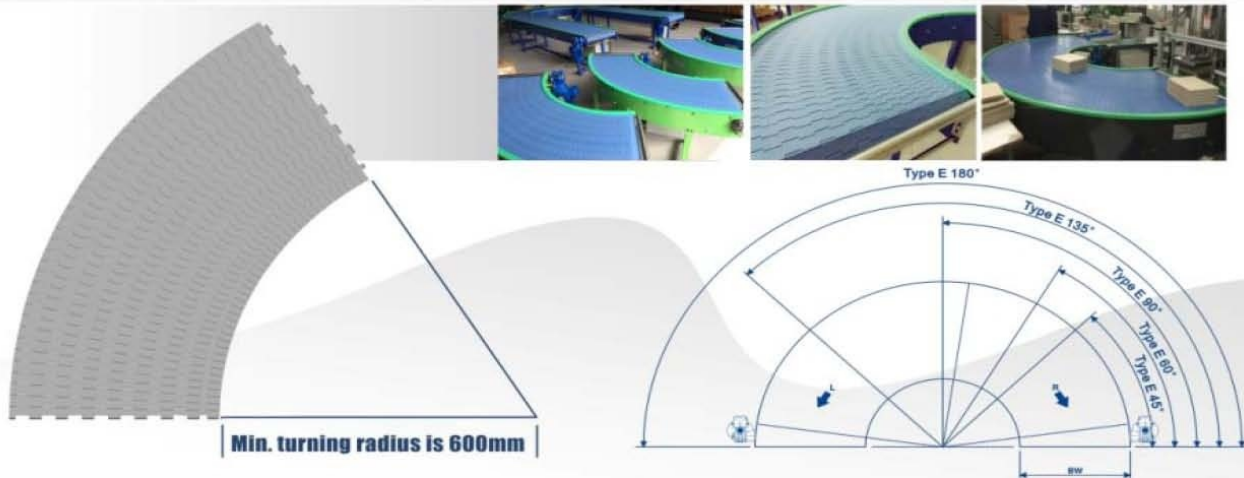 Type E 180°
Type E 135°
Type E 90°
Type E 60°
Type E 45°
L
R
BW
Min. turning radius is 600mm